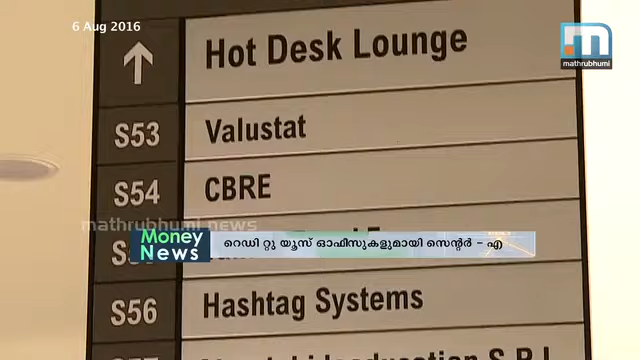 6 Aug 2016
mathrubhumi
↑ Hot Desk Lounge
S53 Valustat
S54 CBRE
mathrubhumi news
Money News
റെഡി റ്റു യൂസ് ഓഫീസുകളുമായി സെന്റർ - എ
S56 Hashtag Systems